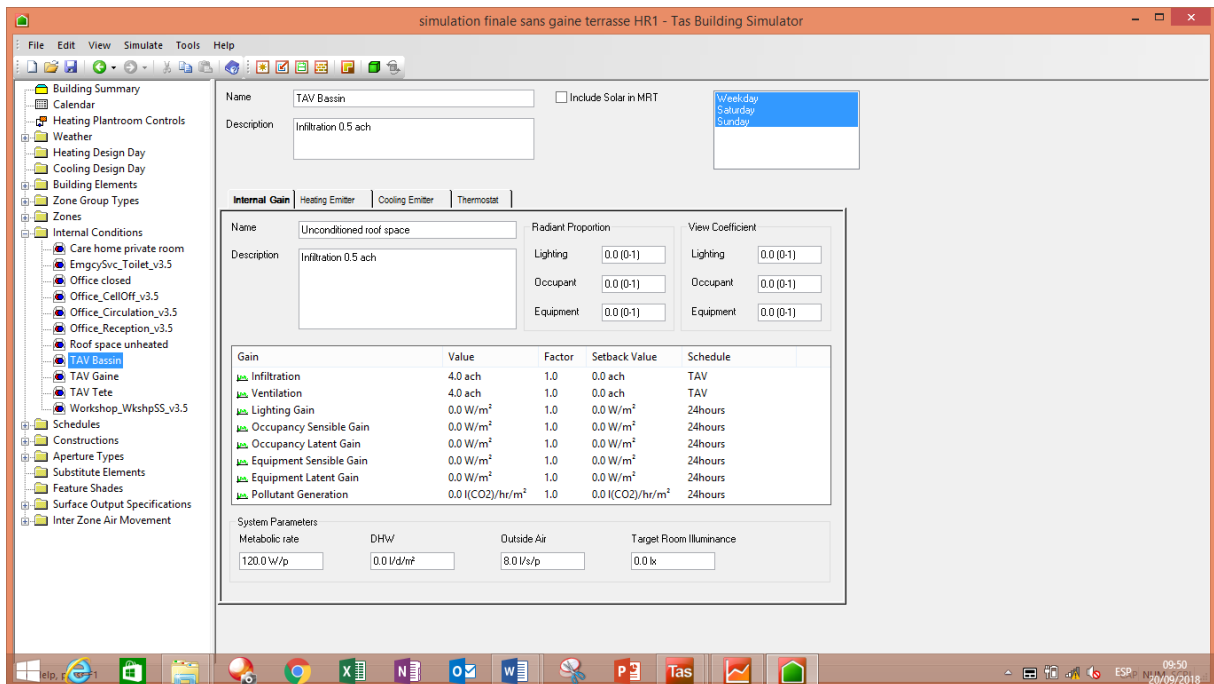 simulation finale sans gaine terrasse HR1 - Tas Building Simulator
File Edit View Simulate Tools Help
Building Summary
Calendar
Heating Plantroom Controls
Weather
Heating Design Day
Cooling Design Day
Building Elements
Zone Group Types
Zones
Internal Conditions
Care home private room
EmgcySvc_Toilet_v3.5
Office closed
Office_CellOff_v3.5
Office_Circulation_v3.5
Office_Reception_v3.5
Roof space unheated
TAV Bassin
TAV Gaine
TAV Tete
Workshop_WkshpSS_v3.5
Schedules
Constructions
Aperture Types
Substitute Elements
Feature Shades
Surface Output Specifications
Inter Zone Air Movement
Name TAV Bassin
Include Solar in MRT
Weekday
Saturday
Sunday
Description Infiltration 0.5 ach
Internal Gain Heating Emitter Cooling Emitter Thermostat
Name Unconditioned roof space
Description Infiltration 0.5 ach
Radiant Proportion
Lighting 0.0 (0-1)
Occupant 0.0 (0-1)
Equipment 0.0 (0-1)
View Coefficient
Lighting 0.0 (0-1)
Occupant 0.0 (0-1)
Equipment 0.0 (0-1)
Gain Value Factor Setback Value Schedule
Infiltration 4.0 ach 1.0 0.0 ach TAV
Ventilation 4.0 ach 1.0 0.0 ach TAV
Lighting Gain 0.0 W/m² 1.0 0.0 W/m² 24hours
Occupancy Sensible Gain 0.0 W/m² 1.0 0.0 W/m² 24hours
Occupancy Latent Gain 0.0 W/m² 1.0 0.0 W/m² 24hours
Equipment Sensible Gain 0.0 W/m² 1.0 0.0 W/m² 24hours
Equipment Latent Gain 0.0 W/m² 1.0 0.0 W/m² 24hours
Pollutant Generation 0.0 l(CO2)/hr/m² 1.0 0.0 l(CO2)/hr/m² 24hours
System Parameters
Metabolic rate DHW Outside Air Target Room Illuminance
120.0 W/p 0.0 l/d/m² 8.0 l/s/p 0.0 lx
Tas
ESP
09:50
20/09/2018